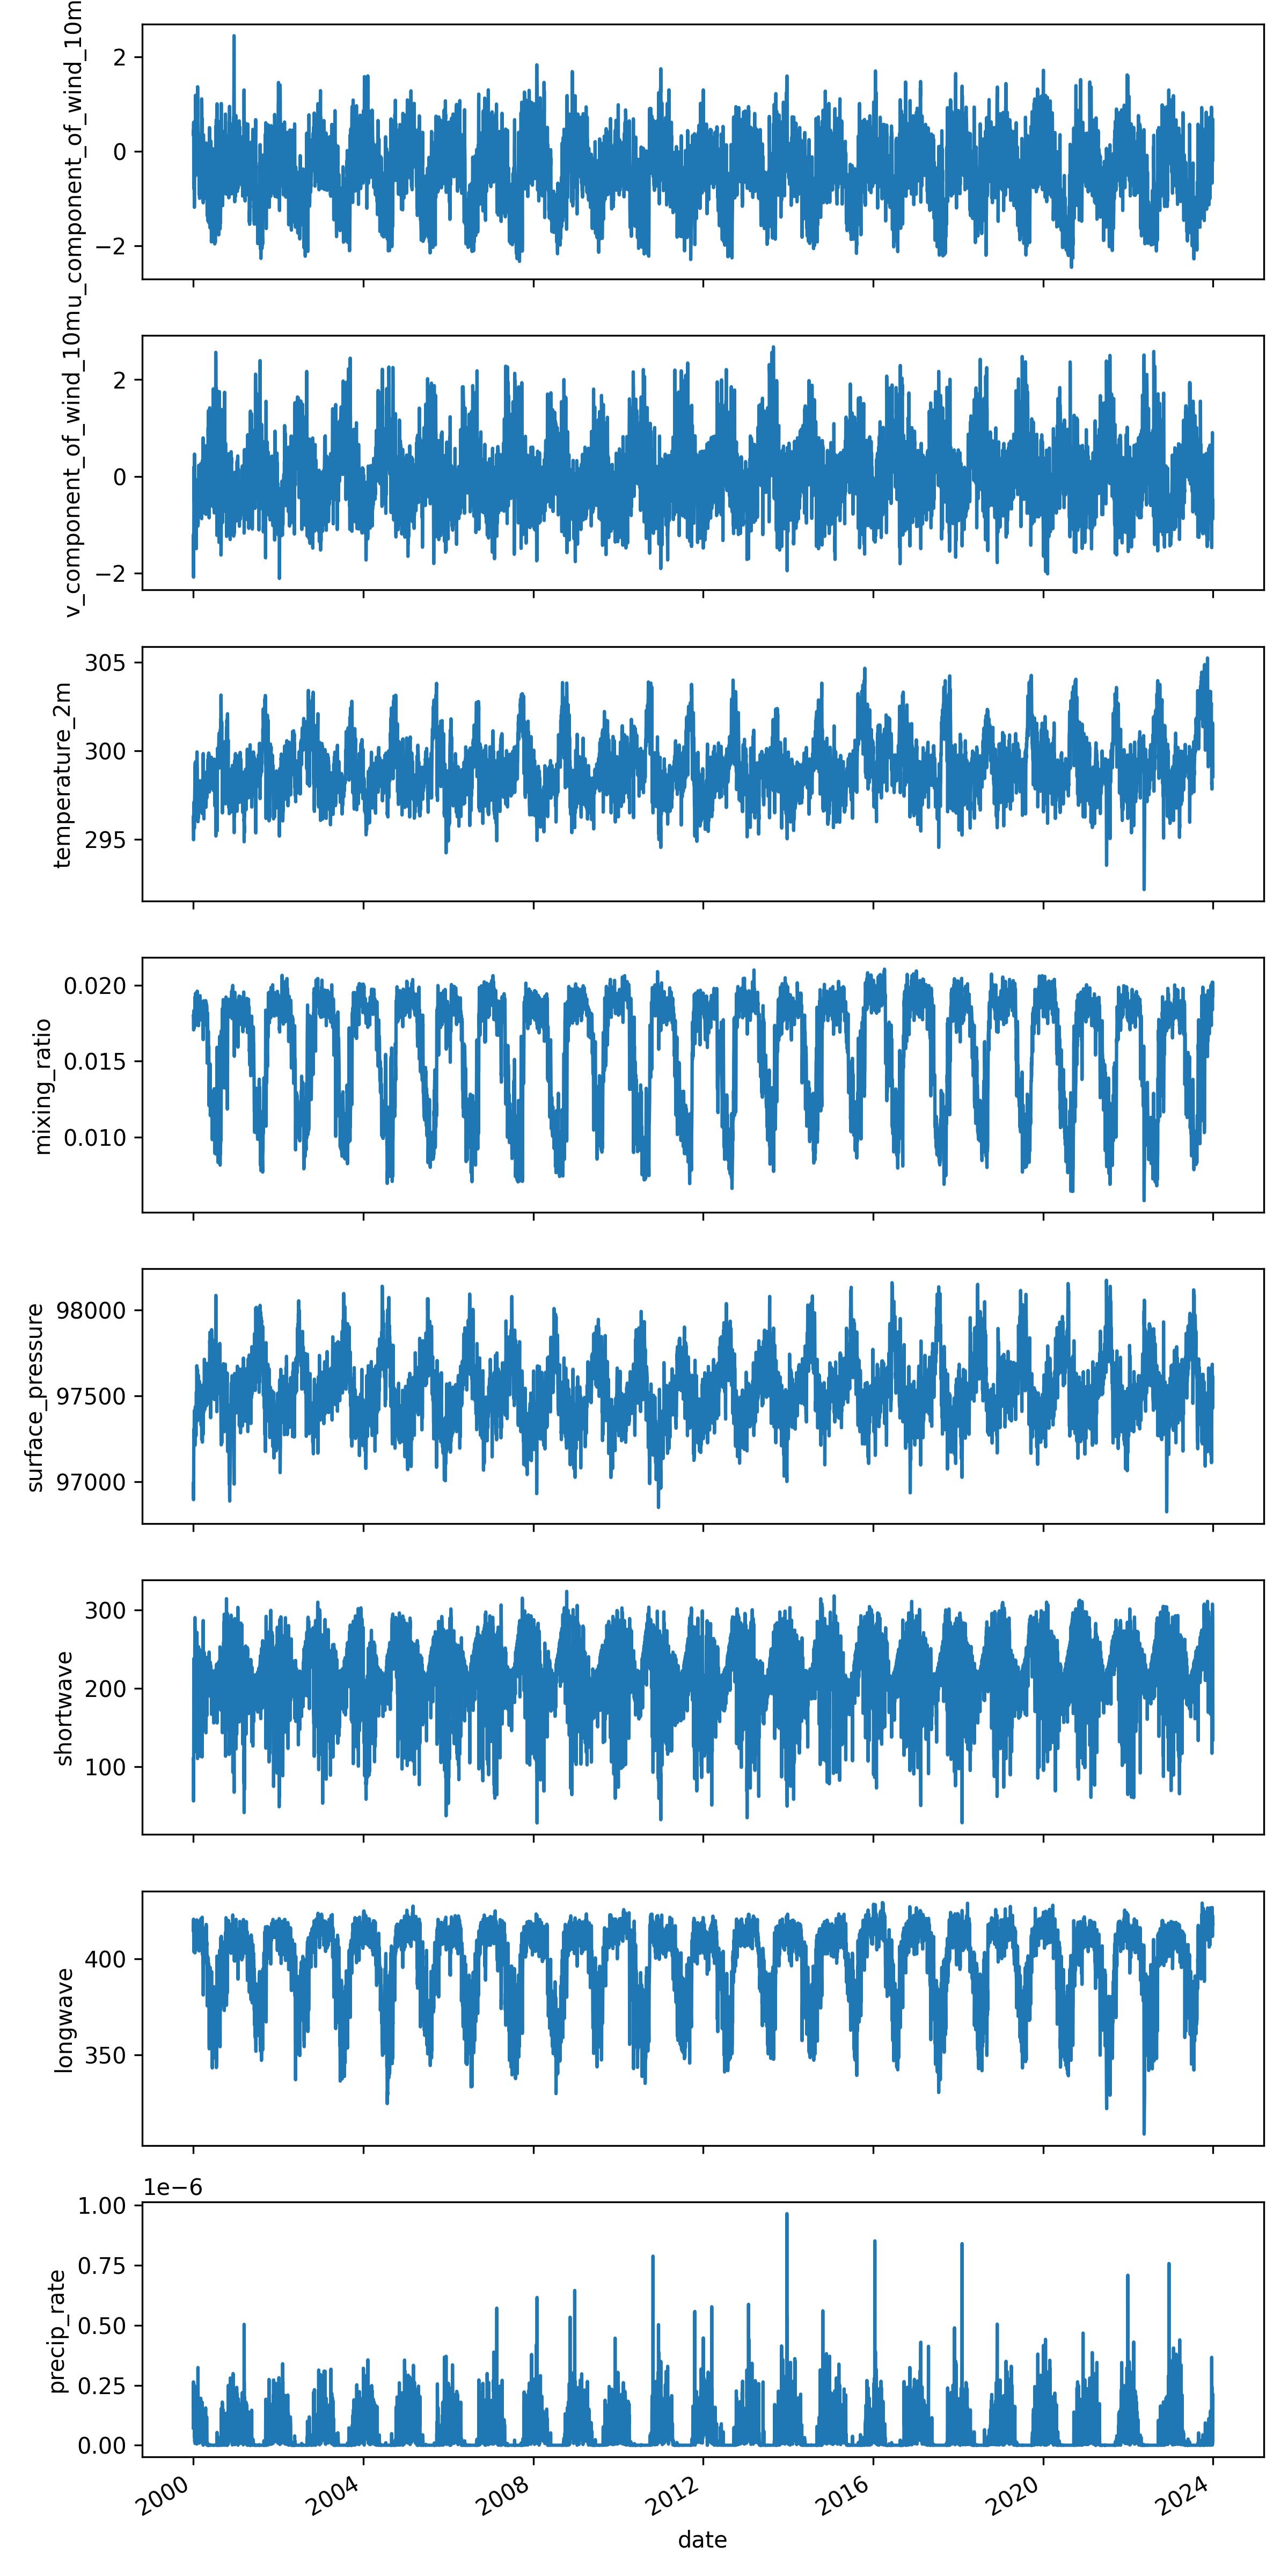 u_component_of_wind_10m
2
0
−2
v_component_of_wind_10m
2
0
−2
temperature_2m
305
300
295
mixing_ratio
0.020
0.015
0.010
surface_pressure
98000
97500
97000
shortwave
300
200
100
longwave
400
350
1e−6
precip_rate
1.00
0.75
0.50
0.25
0.00
2000 2004 2008 2012 2016 2020 2024
date